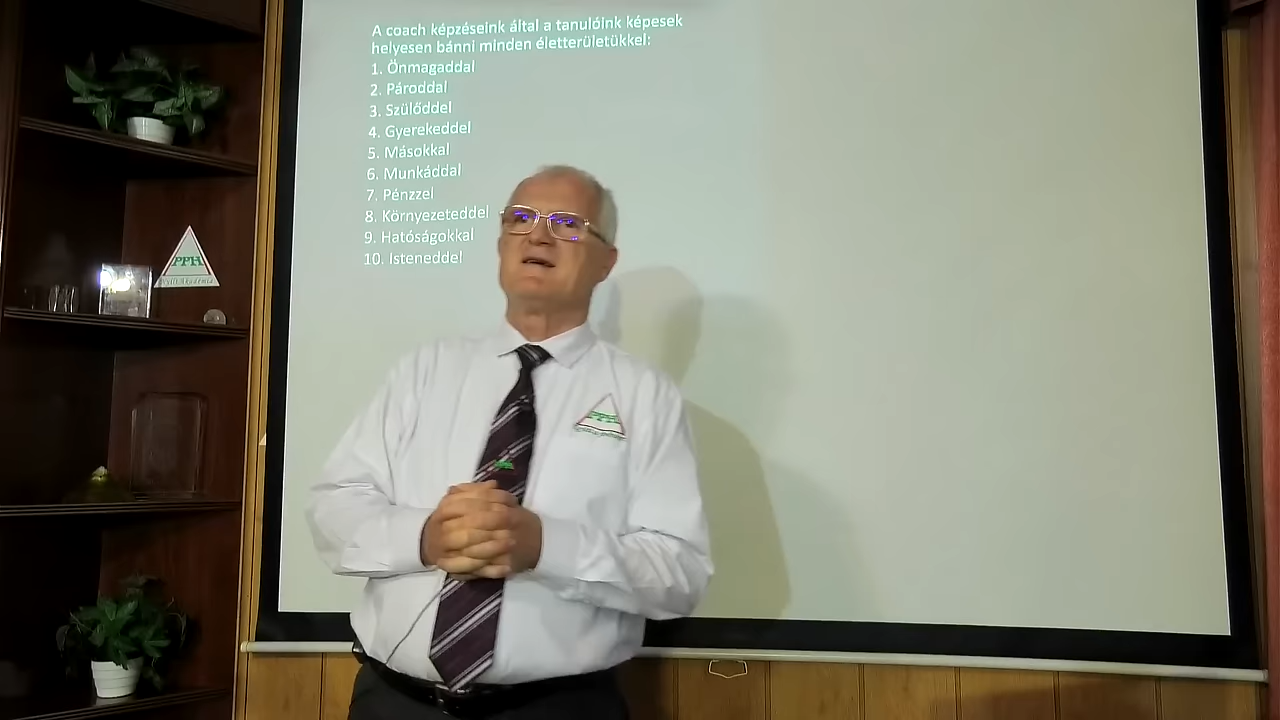 A coach képzéseink által a tanulóink képesek
helyesen bánni minden életterületükkel:
1. Önmagaddal
2. Pároddal
3. Szülőddel
4. Gyerekeddel
5. Másokkal
6. Munkáddal
7. Pénzzel
8. Környezeteddel
9. Hatóságokkal
10. Isteneddel
PPH
PPH